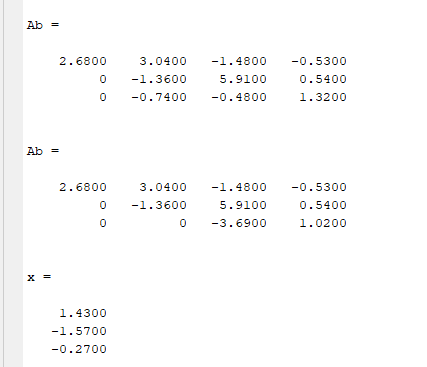 Ab =
2.6800 3.0400 -1.4800 -0.5300
0 -1.3600 5.9100 0.5400
0 -0.7400 -0.4800 1.3200
Ab =
2.6800 3.0400 -1.4800 -0.5300
0 -1.3600 5.9100 0.5400
0 0 -3.6900 1.0200
x =
1.4300
-1.5700
-0.2700